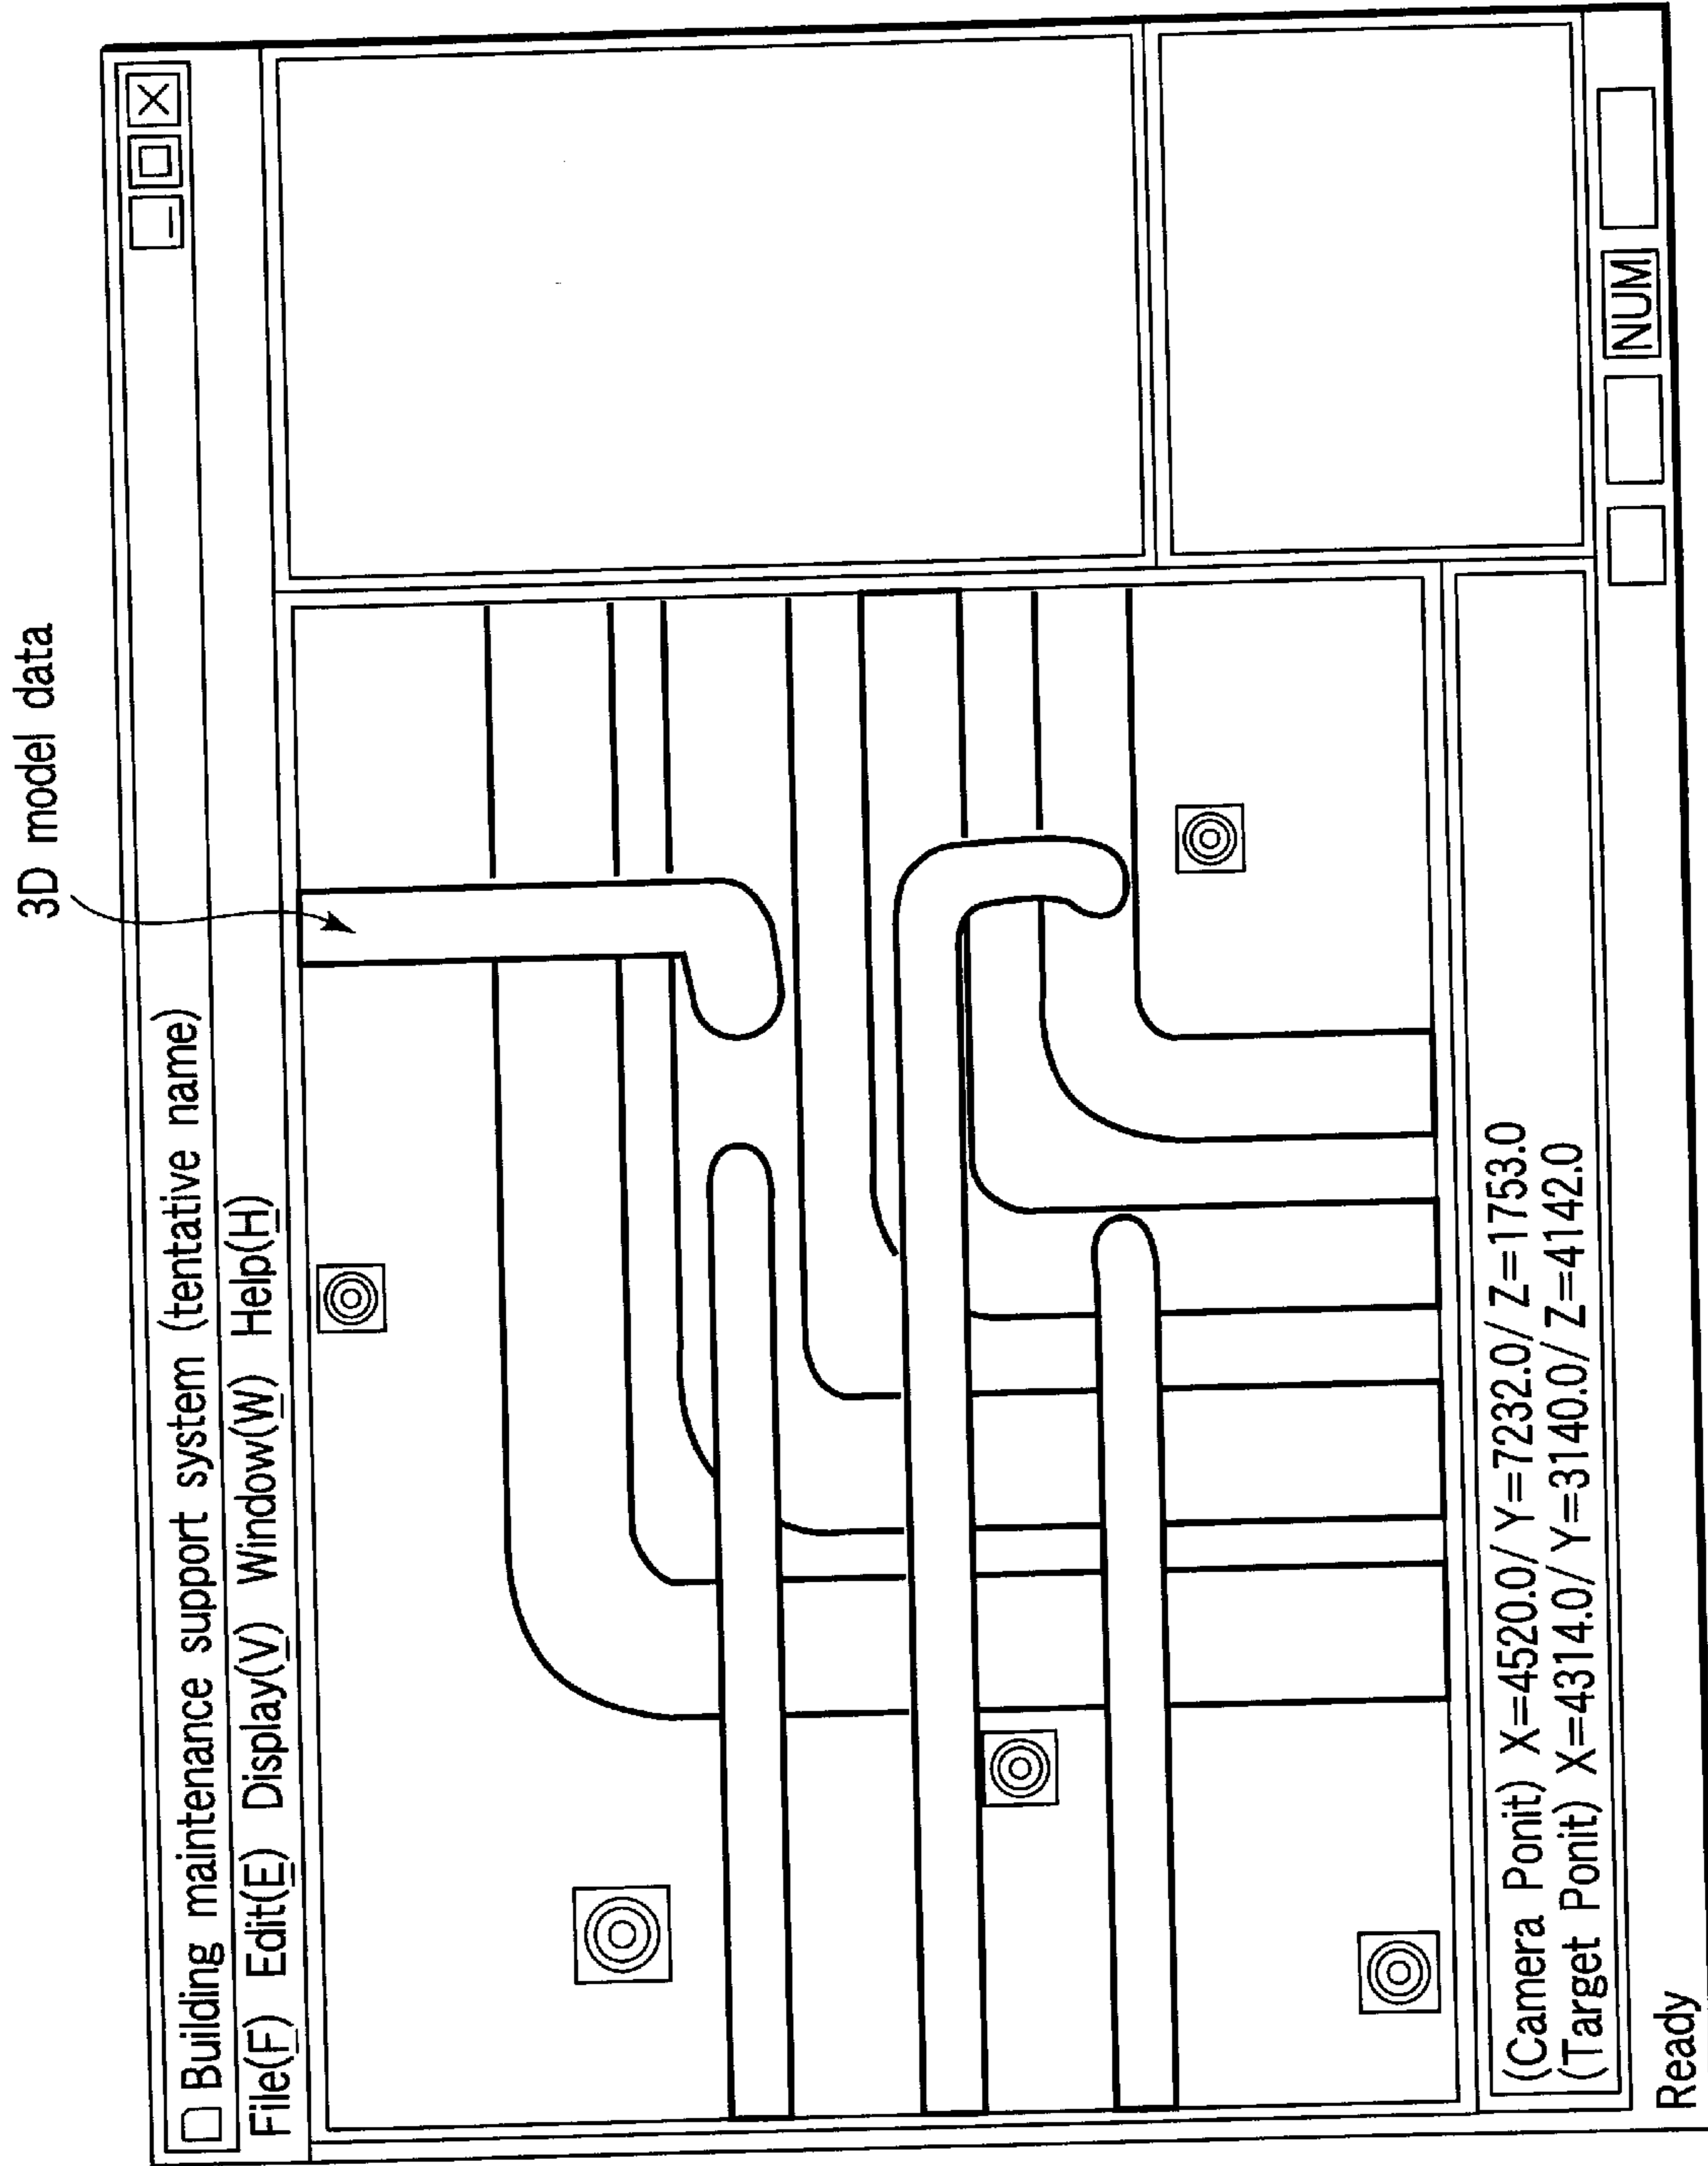 3D model data
Building maintenance support system (tentative name)
File(F) Edit(E) Display(V) Window(W) Help(H)
(Camera Ponit) X=4520.0/ Y=7232.0/ Z=1753.0
(Target Ponit) X=4314.0/ Y=3140.0/ Z=4142.0
Ready
NUM